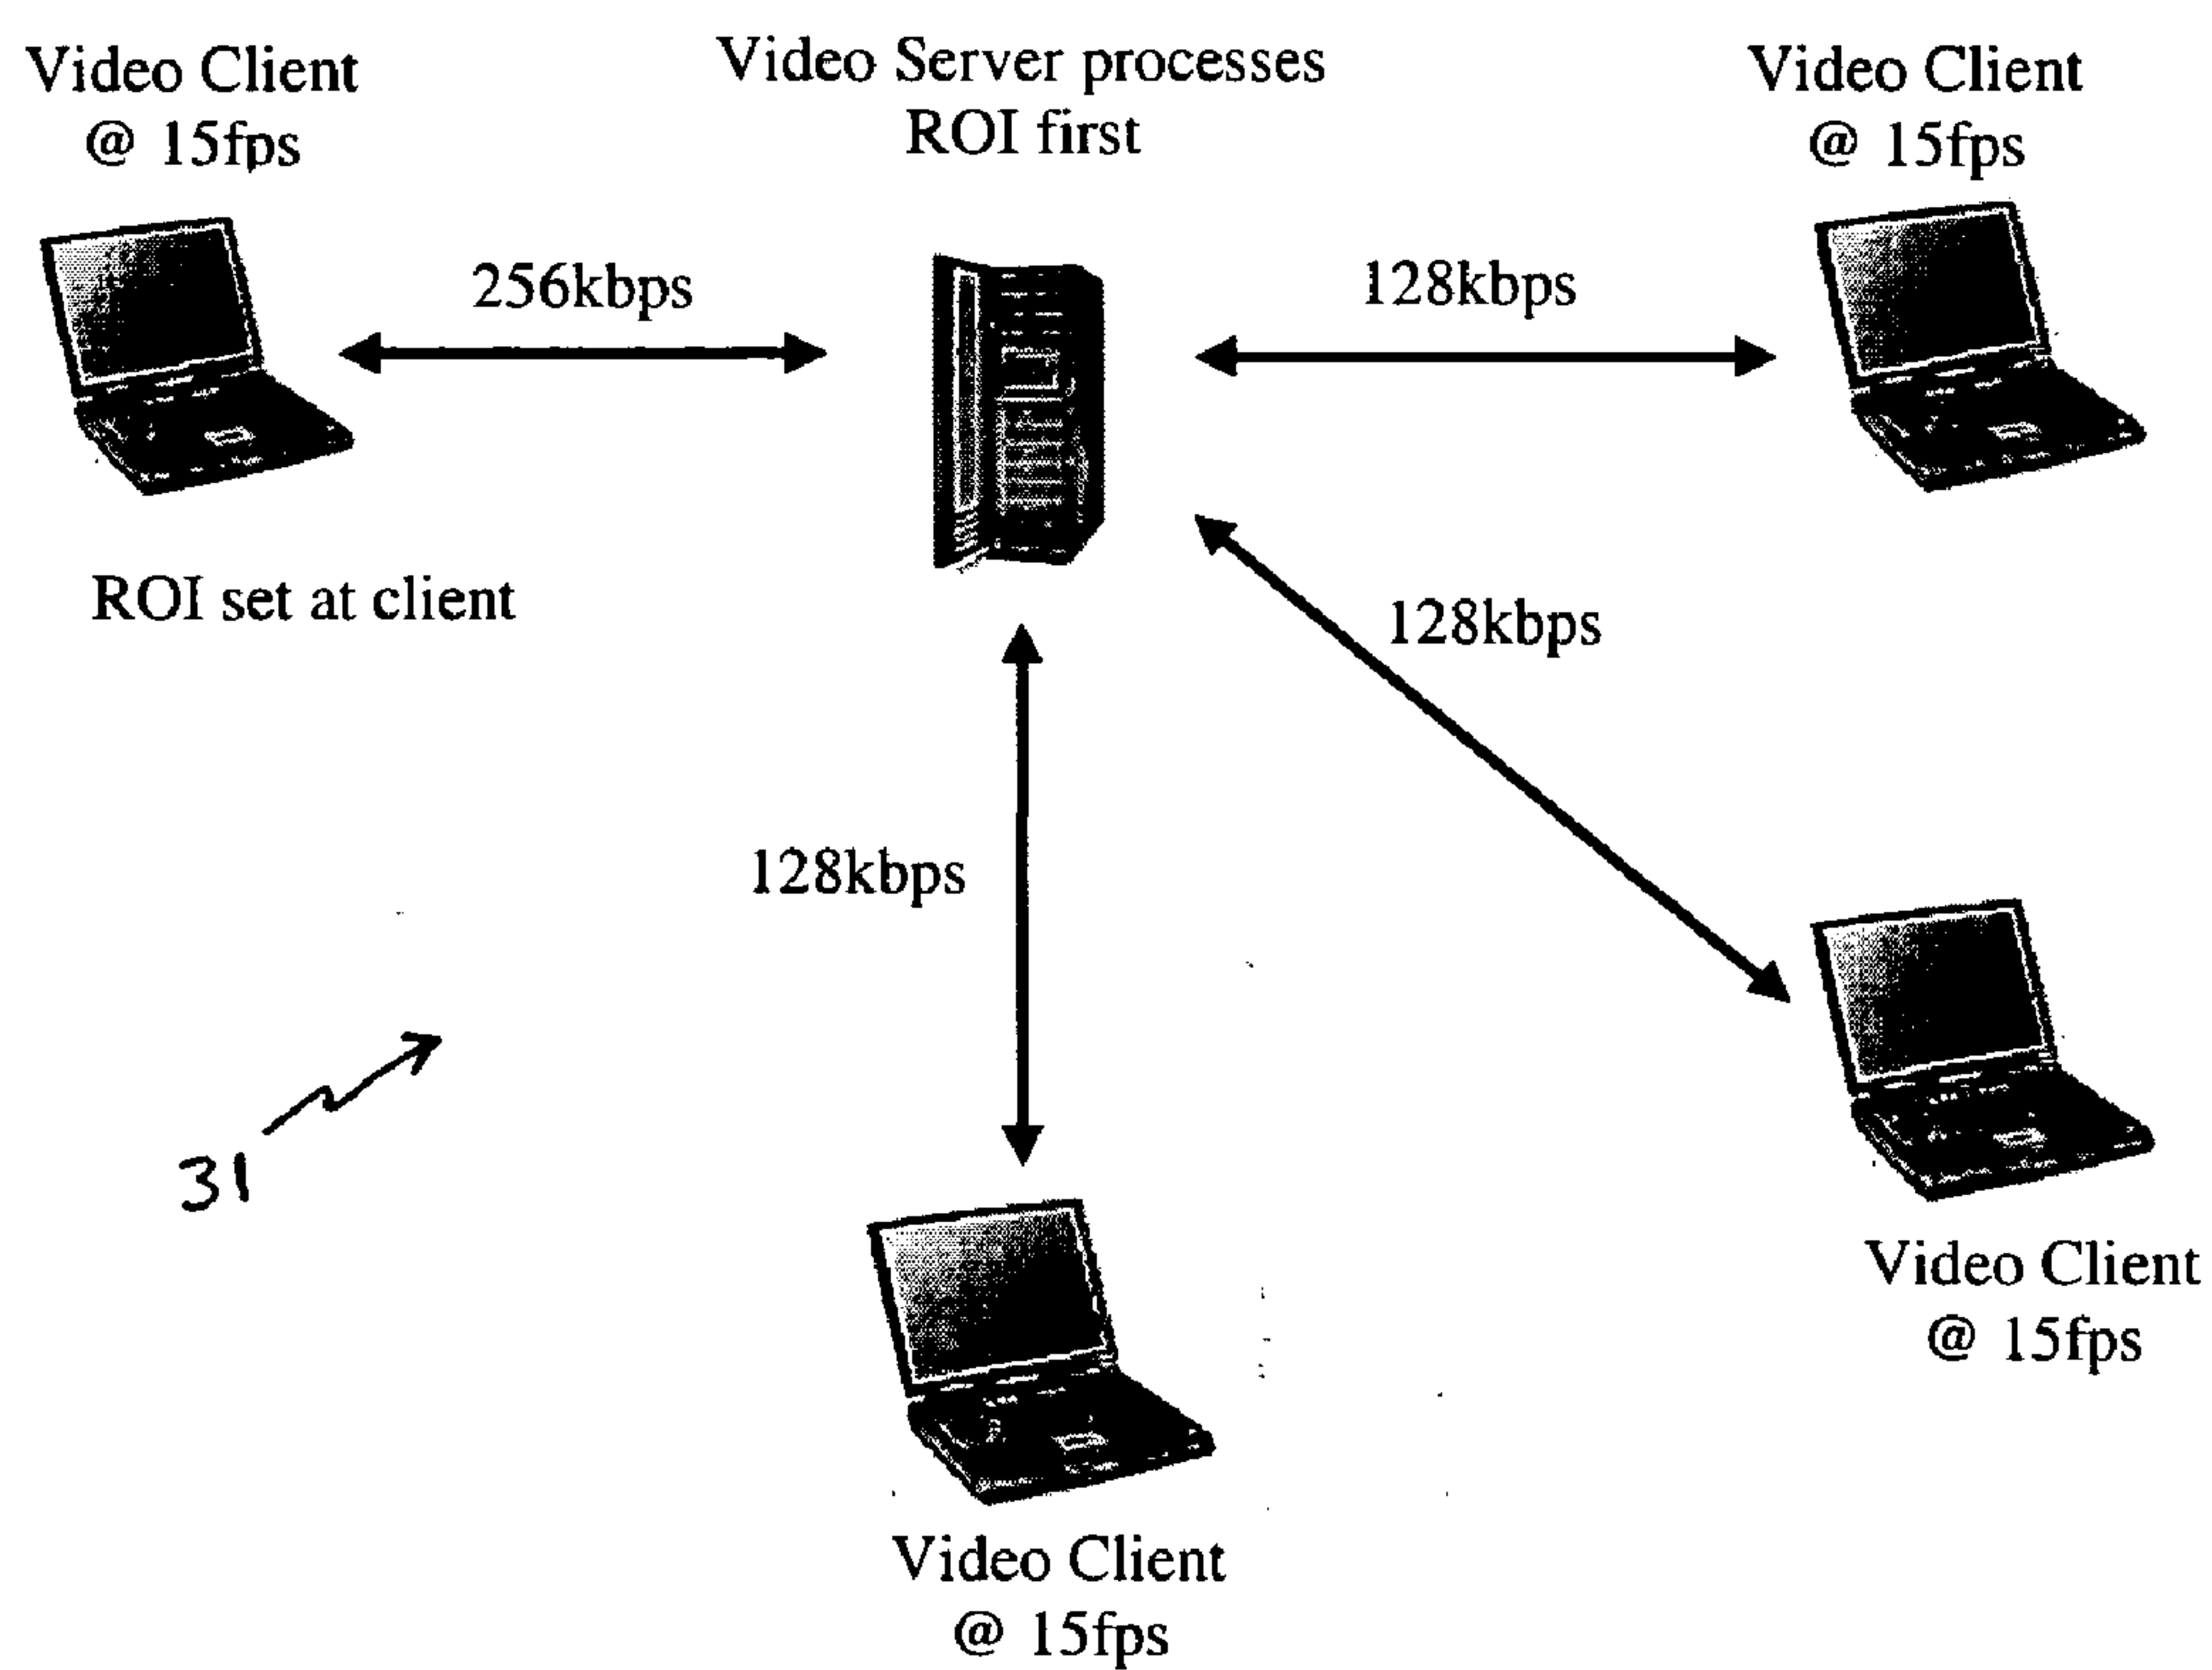 Video Client
@ 15fps
Video Server processes
ROI first
Video Client
@ 15fps
256kbps
128kbps
ROI set at client
128kbps
128kbps
31
Video Client
@ 15fps
Video Client
@ 15fps